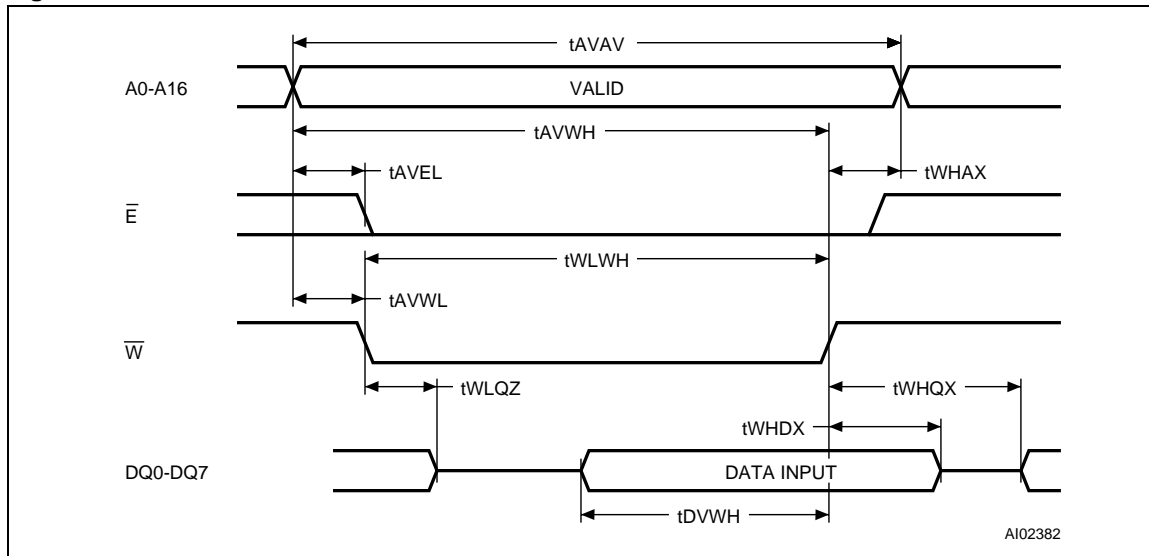 tAVAV
A0-A16
VALID
tAVWH
tAVEL
tWHAX
E̅
tWLWH
tAVWL
W̅
tWLQZ
tWHQX
tWHDX
DQ0-DQ7
DATA INPUT
tDVWH
AI02382